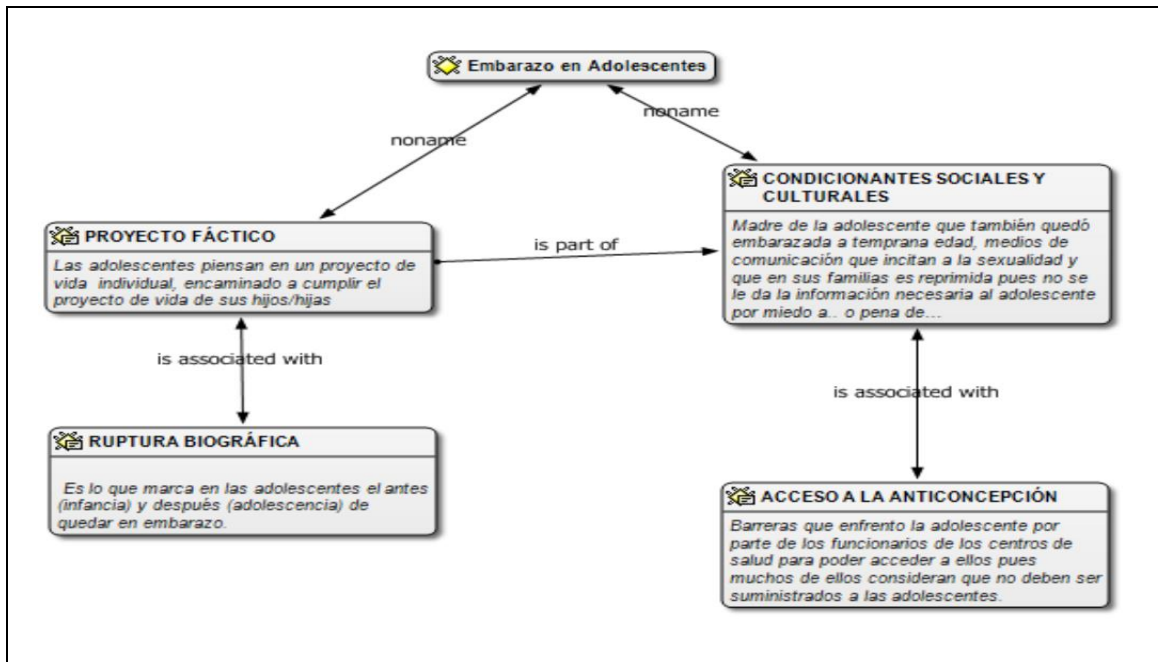 Embarazo en Adolescentes
noname
noname
CONDICIONANTES SOCIALES Y
CULTURALES
Madre de la adolescente que también quedó
embarazada a temprana edad, medios de
comunicación que incitan a la sexualidad y
que en sus familias es reprimida pues no se
le da la información necesaria al adolescente
por miedo a.. o pena de...
PROYECTO FÁCTICO
Las adolescentes piensan en un proyecto de
vida individual, encaminado a cumplir el
proyecto de vida de sus hijos/hijas
is part of
is associated with
is associated with
RUPTURA BIOGRÁFICA
Es lo que marca en las adolescentes el antes
(infancia) y después (adolescencia) de
quedar en embarazo.
ACCESO A LA ANTICONCEPCIÓN
Barreras que enfrento la adolescente por
parte de los funcionarios de los centros de
salud para poder acceder a ellos pues
muchos de ellos consideran que no deben ser
suministrados a las adolescentes.